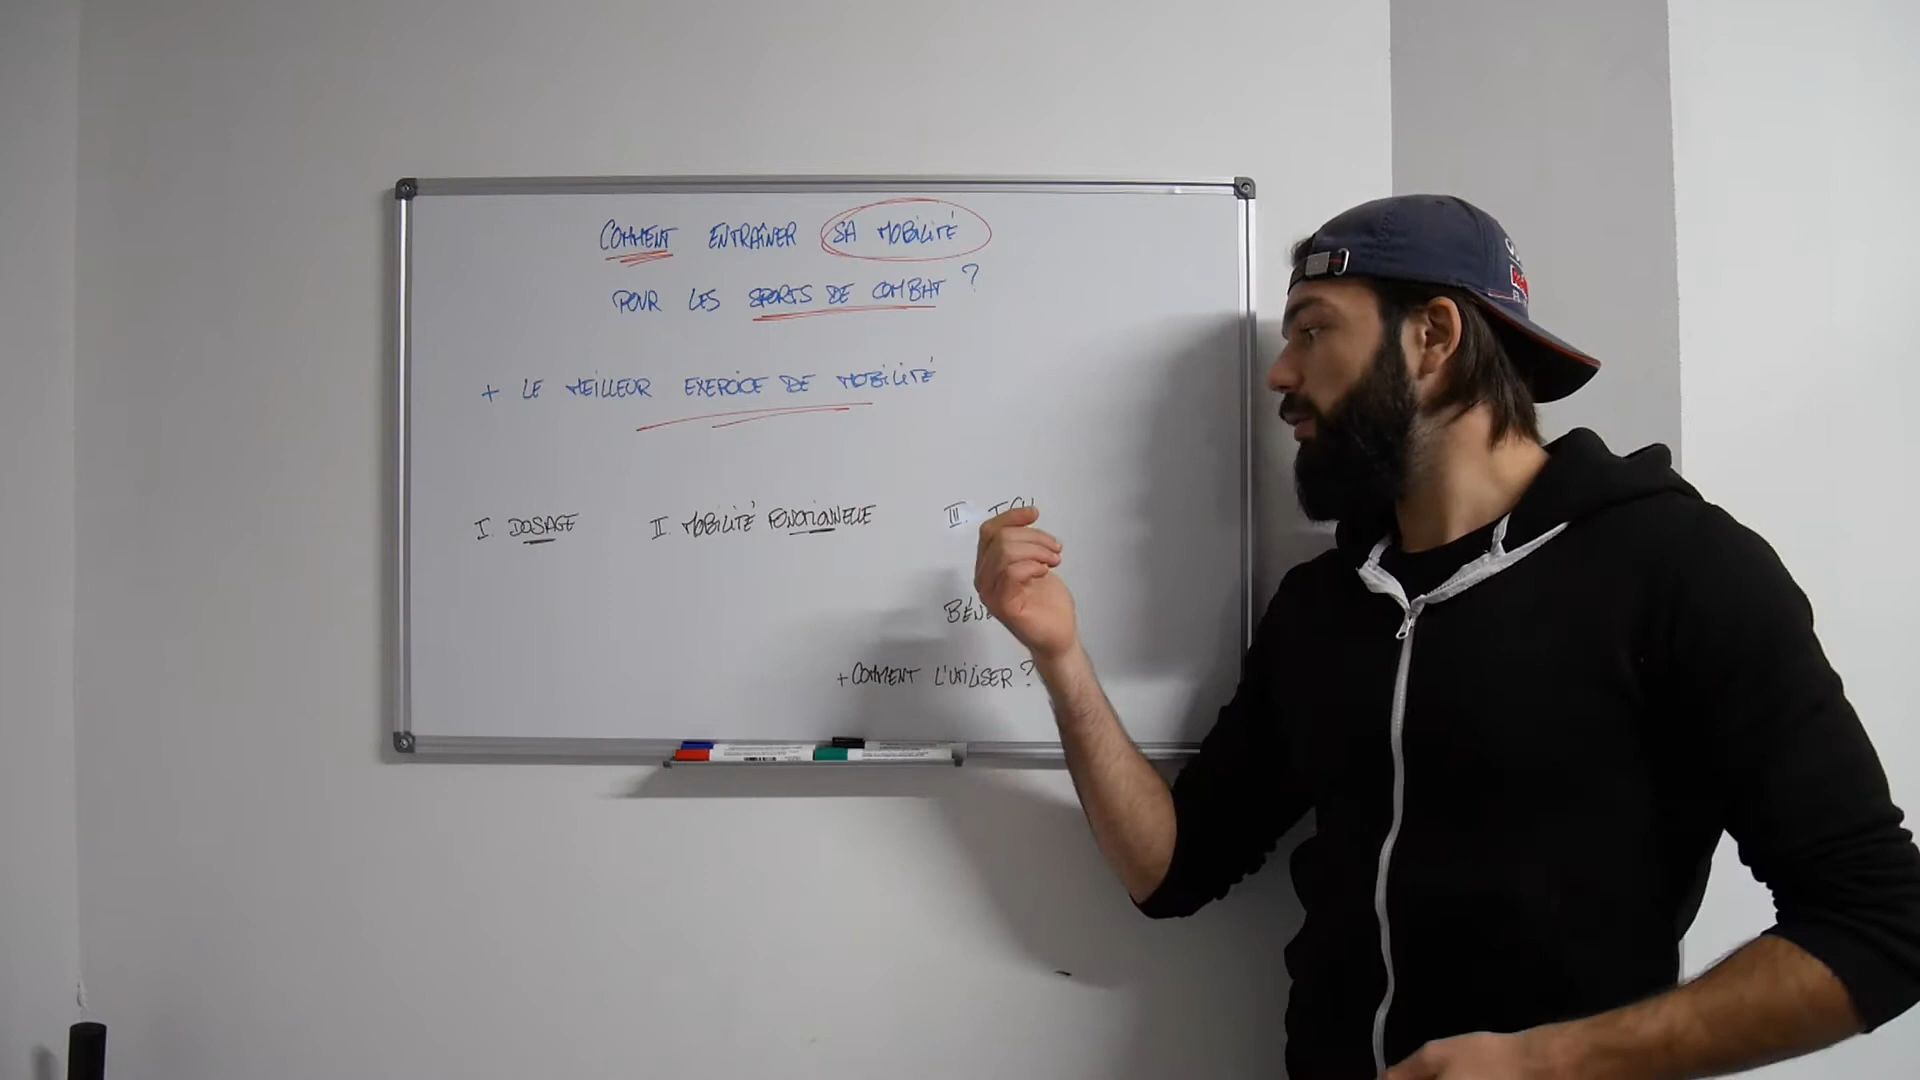 COMMENT ENTRAÎNER SA MOBILITÉ
POUR LES SPORTS DE COMBAT ?
+ LE MEILLEUR EXERCICE DE MOBILITÉ
I. DOSAGE II. MOBILITÉ FONCTIONNELLE III.
+ COMMENT L'UTILISER ?